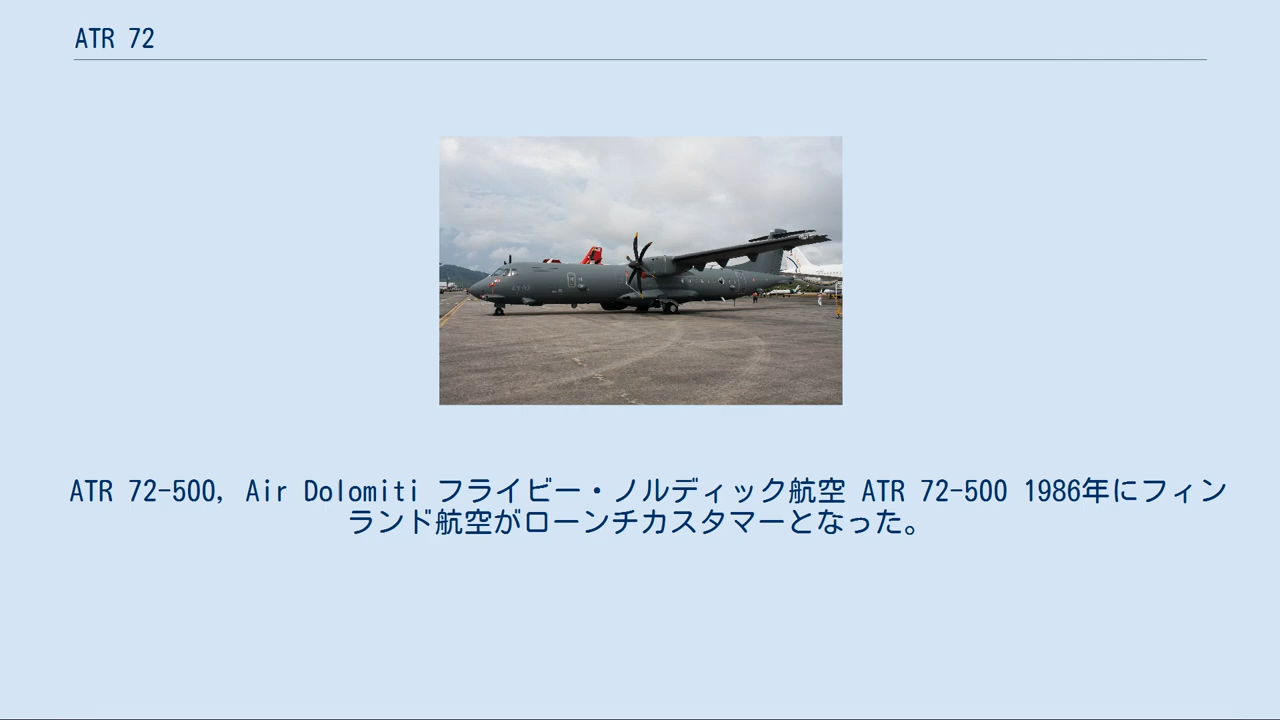 ATR 72
ATR 72-500, Air Dolomiti フライビー・ノルディック航空 ATR 72-500 1986年にフィン
ランド航空がローンチカスタマーとなった。